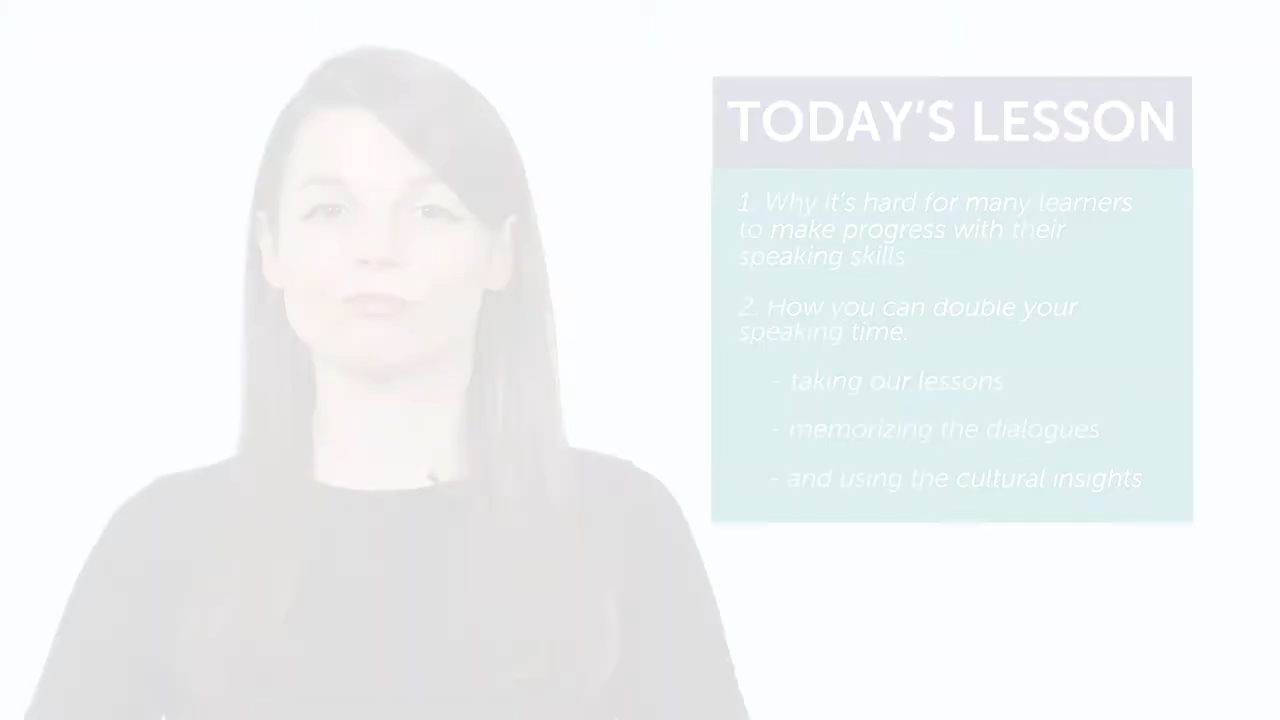 TODAY'S LESSON
1. Why it's hard for many learners
to make progress with their
speaking skills
2. How you can double your
speaking time.
- taking our lessons
- memorizing the dialogues
- and using the cultural insights